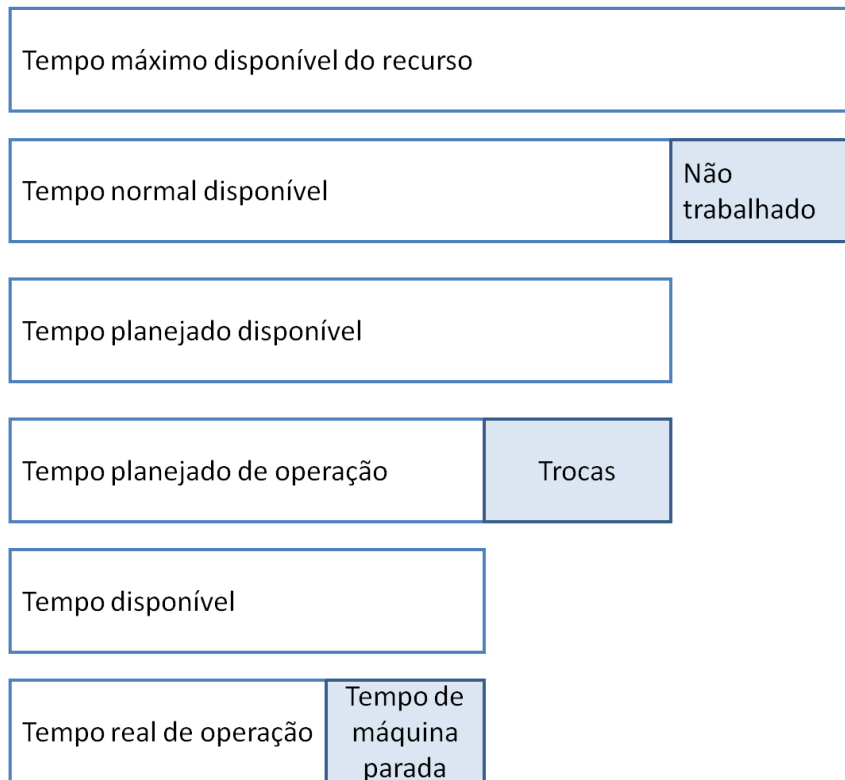 Tempo máximo disponível do recurso
Tempo normal disponível
Não
trabalhado
Tempo planejado disponível
Tempo planejado de operação
Trocas
Tempo disponível
Tempo real de operação
Tempo de
máquina
parada